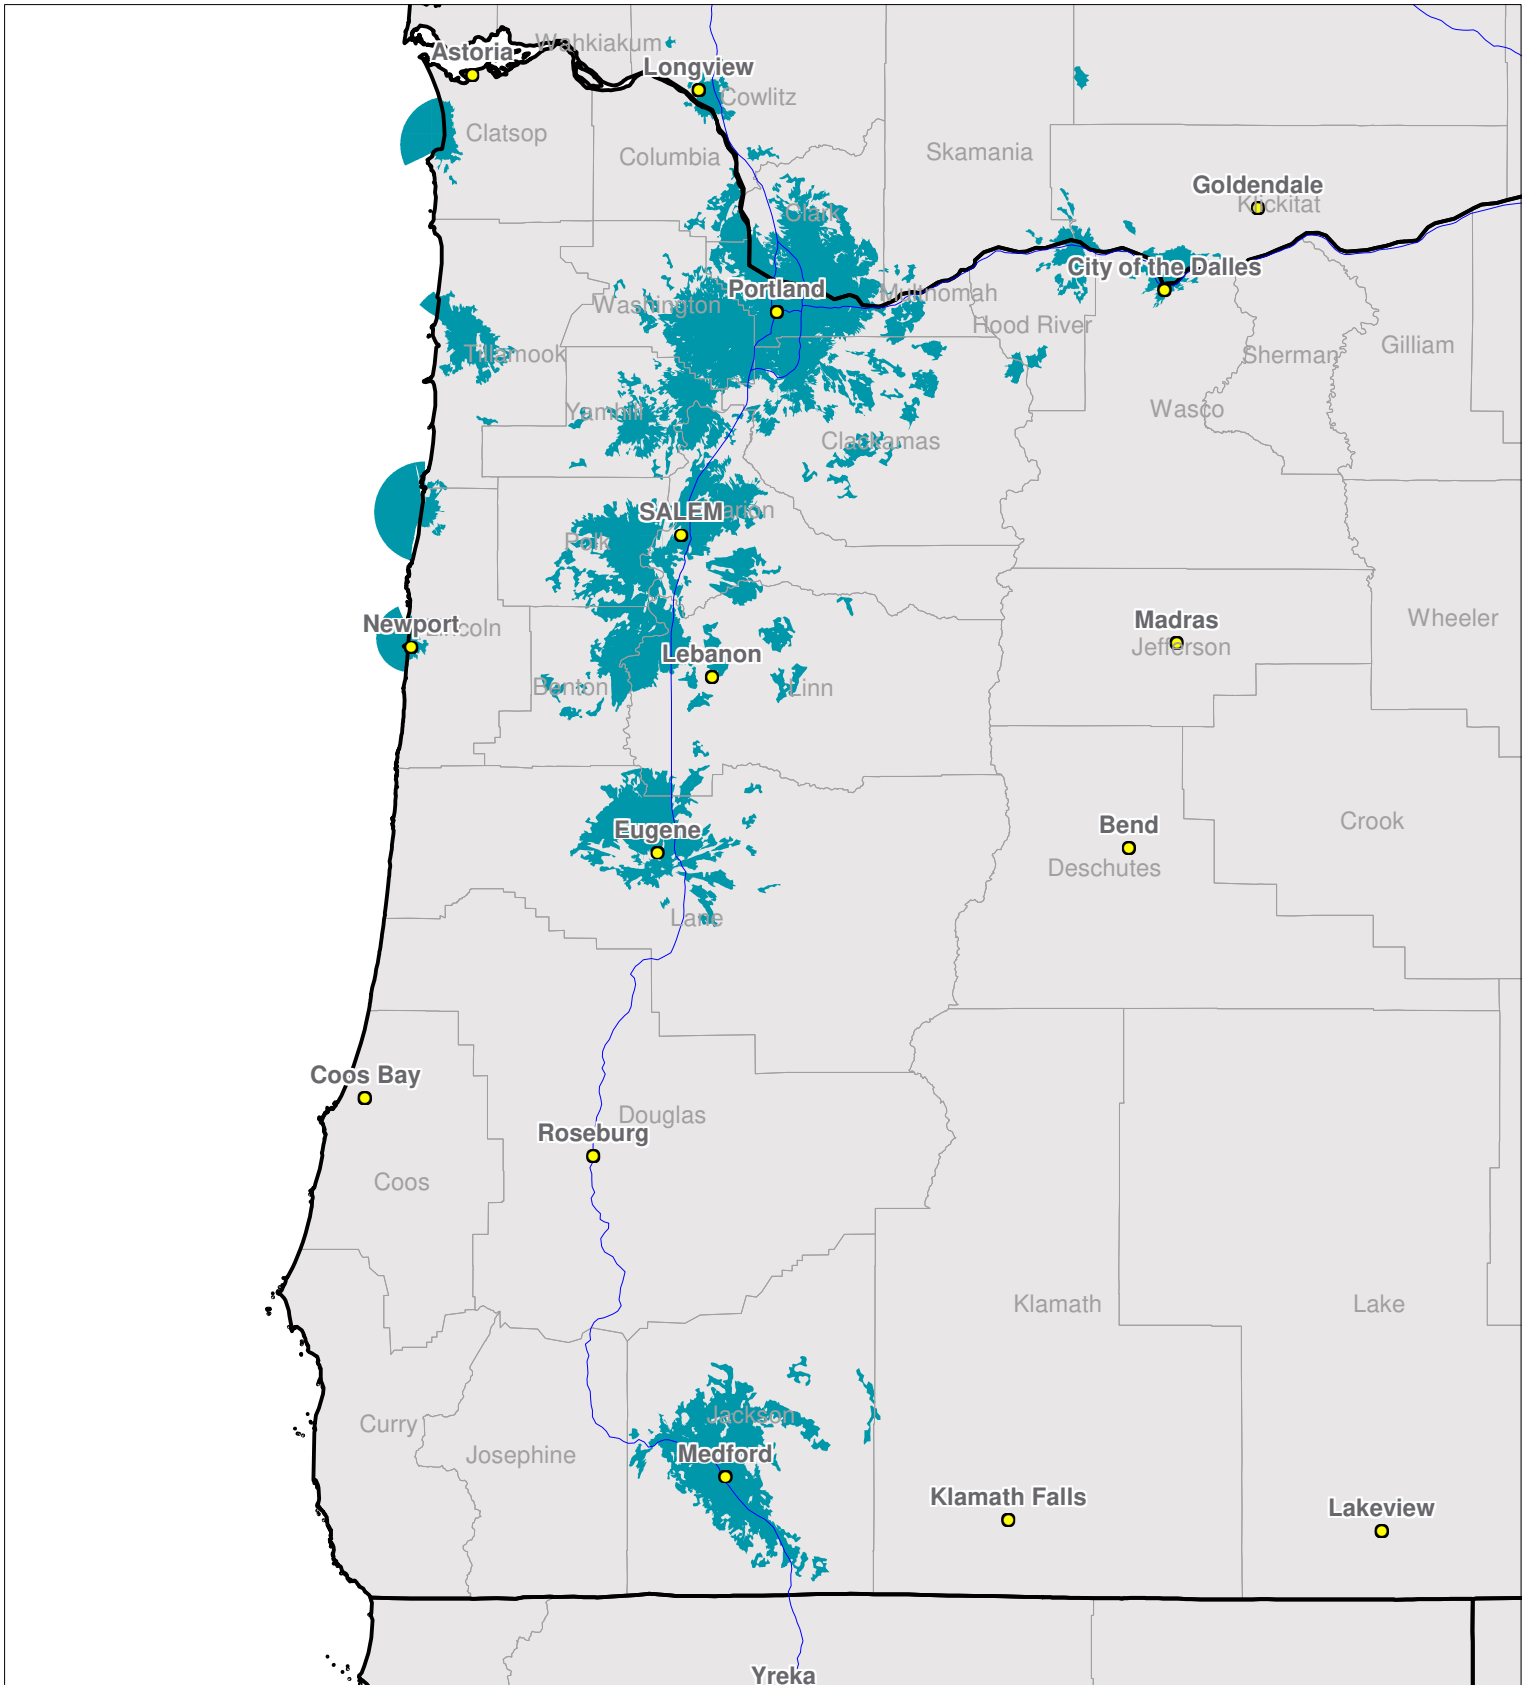 Wahkiakum
Astoria
Longview
Cowlitz
Clatsop
Columbia
Skamania
Goldendale
Klickitat
Clark
City of the Dalles
Portland
Multnomah
Washington
Hood River
Tillamook
Sherman
Gilliam
Yamhill
Wasco
Clackamas
SALEM
Marion
Polk
Newport
Lincoln
Madras
Jefferson
Wheeler
Lebanon
Benton
Linn
Eugene
Bend
Crook
Deschutes
Lane
Coos Bay
Douglas
Roseburg
Coos
Klamath
Lake
Curry
Jackson
Josephine
Medford
Klamath Falls
Lakeview
Yreka